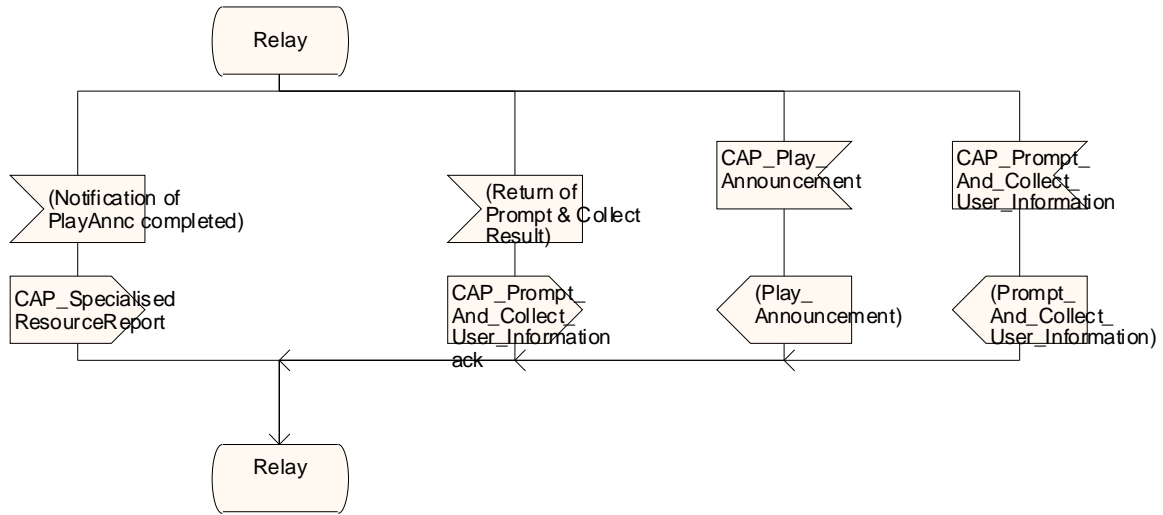 Relay
(Notification of
PlayAnnc completed)
(Return of
Prompt & Collect
Result)
CAP_Play_
Announcement
CAP_Prompt_
And_Collect_
User_Information
CAP_Specialised
ResourceReport
CAP_Prompt_
And_Collect_
User_Information
ack
(Play_
Announcement)
(Prompt_
And_Collect_
User_Information)
Relay